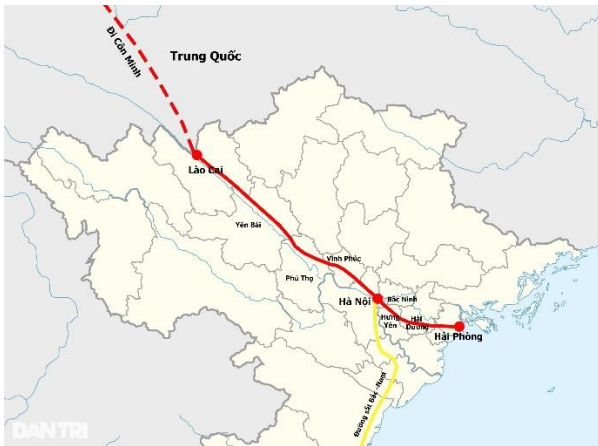 Đi Côn Minh
Trung Quốc
Lào Cai
Yên Bái
Vĩnh Phúc
Phú Thọ
Hà Nội
Bắc Ninh
Hưng
Yên
Hải
Dương
Hải Phòng
Đường sắt Bắc -Nam
DANTRI